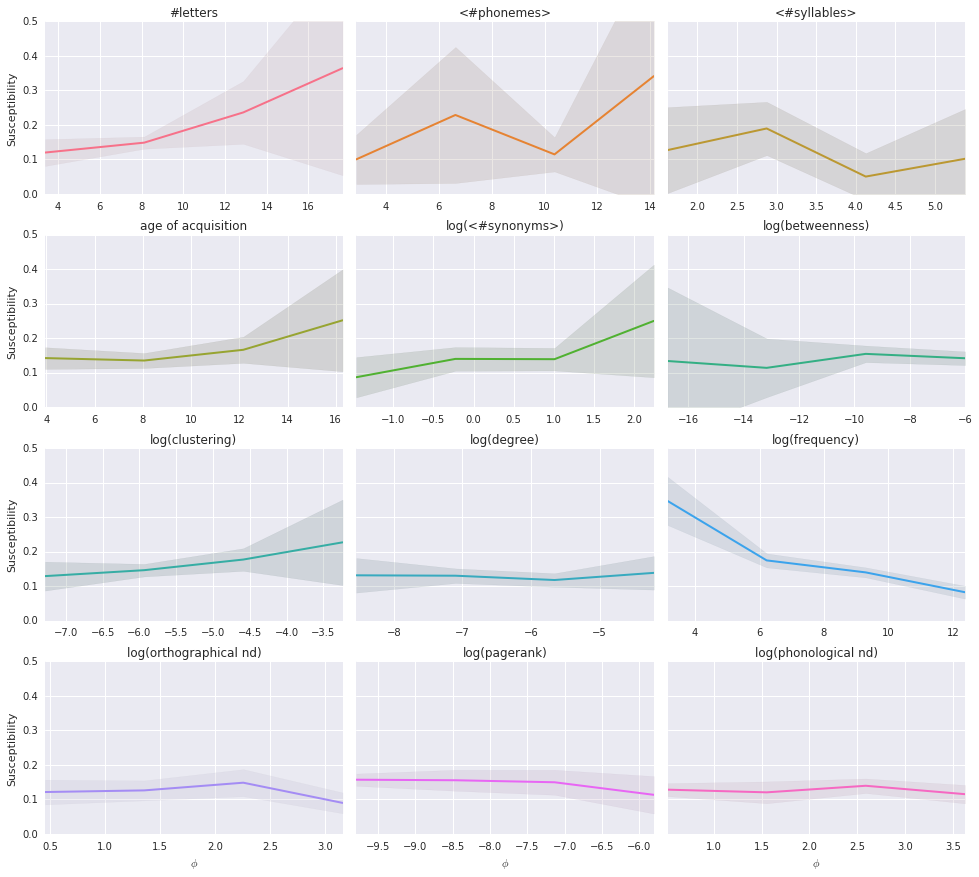 #letters <#phonemes> <#syllables>
Susceptibility
0.5
0.4
0.3
0.2
0.1
0.0
4 6 8 10 12 14 16
4 6 8 10 12 14
2.0 2.5 3.0 3.5 4.0 4.5 5.0
age of acquisition log(<#synonyms>) log(betweenness)
Susceptibility
0.5
0.4
0.3
0.2
0.1
0.0
4 6 8 10 12 14 16
−1.0 −0.5 0.0 0.5 1.0 1.5 2.0
−16 −14 −12 −10 −8 −6
log(clustering) log(degree) log(frequency)
Susceptibility
0.5
0.4
0.3
0.2
0.1
0.0
−7.0 −6.5 −6.0 −5.5 −5.0 −4.5 −4.0 −3.5
−8 −7 −6 −5
4 6 8 10 12
log(orthographical nd) log(pagerank) log(phonological nd)
Susceptibility
0.5
0.4
0.3
0.2
0.1
0.0
0.5 1.0 1.5 2.0 2.5 3.0
−9.5 −9.0 −8.5 −8.0 −7.5 −7.0 −6.5 −6.0
1.0 1.5 2.0 2.5 3.0 3.5
ϕ ϕ ϕ